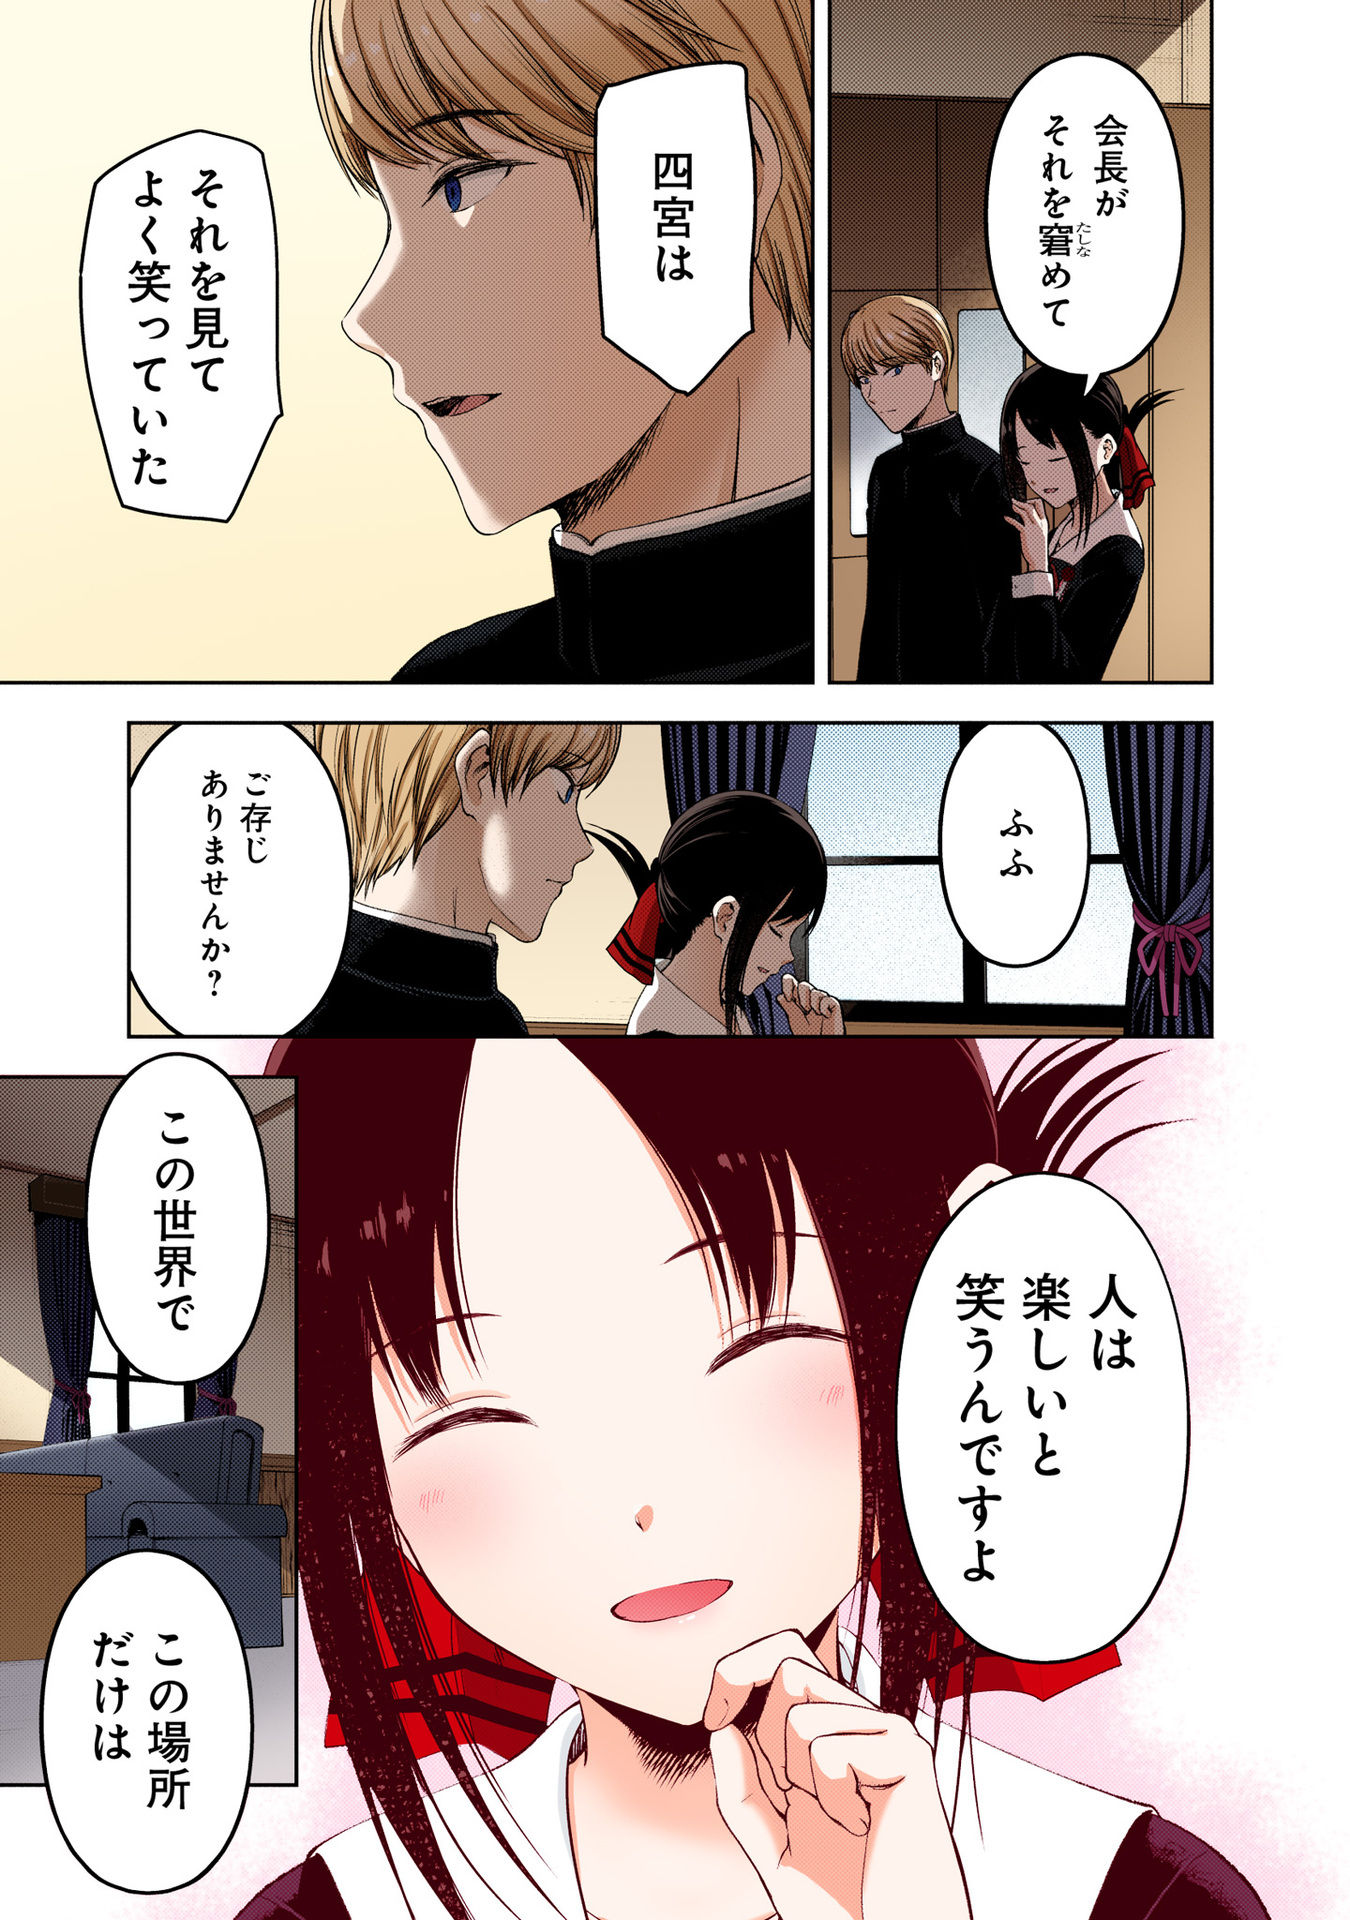 会長が
それを窘めて
たしな
四宮は
それを見て
よく笑っていた
ふふ
ご存じ
ありませんか?
人は
楽しいと
笑うんですよ
この世界で
この場所
だけは